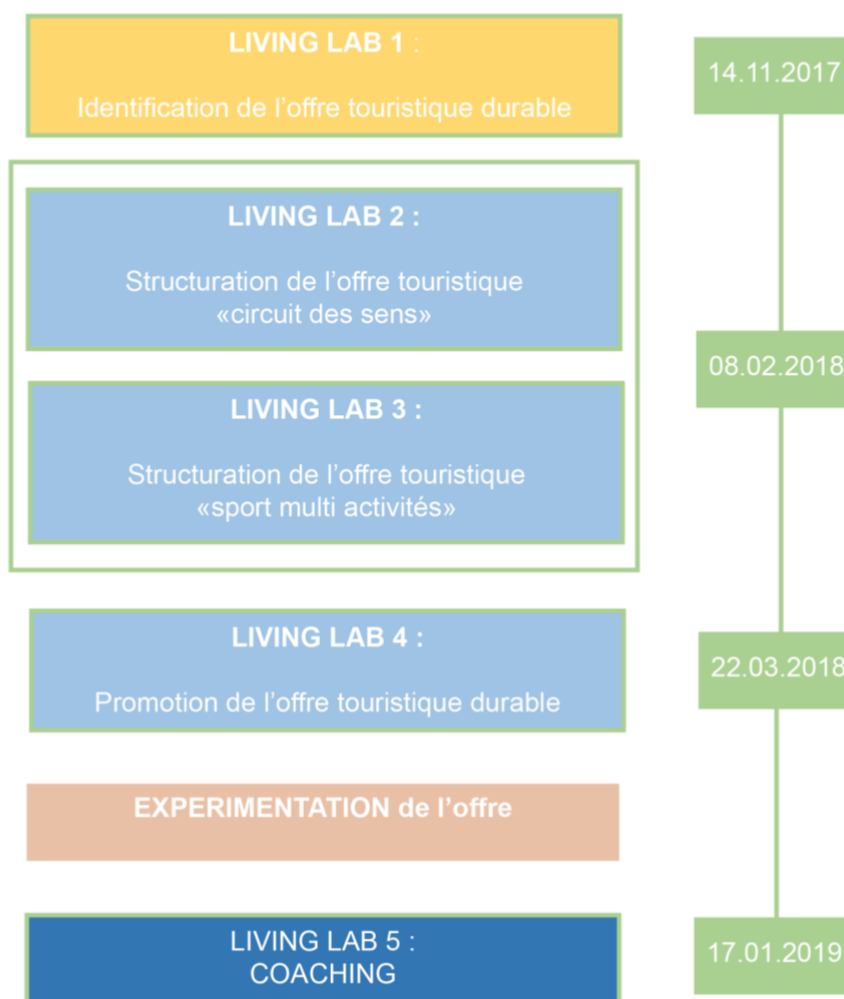 LIVING LAB 1 :
14.11.2017
Identification de l’offre touristique durable
LIVING LAB 2 :
Structuration de l’offre touristique
«circuit des sens»
08.02.2018
LIVING LAB 3 :
Structuration de l’offre touristique
«sport multi activités»
LIVING LAB 4 :
22.03.2018
Promotion de l’offre touristique durable
EXPERIMENTATION de l’offre
LIVING LAB 5 :
17.01.2019
COACHING